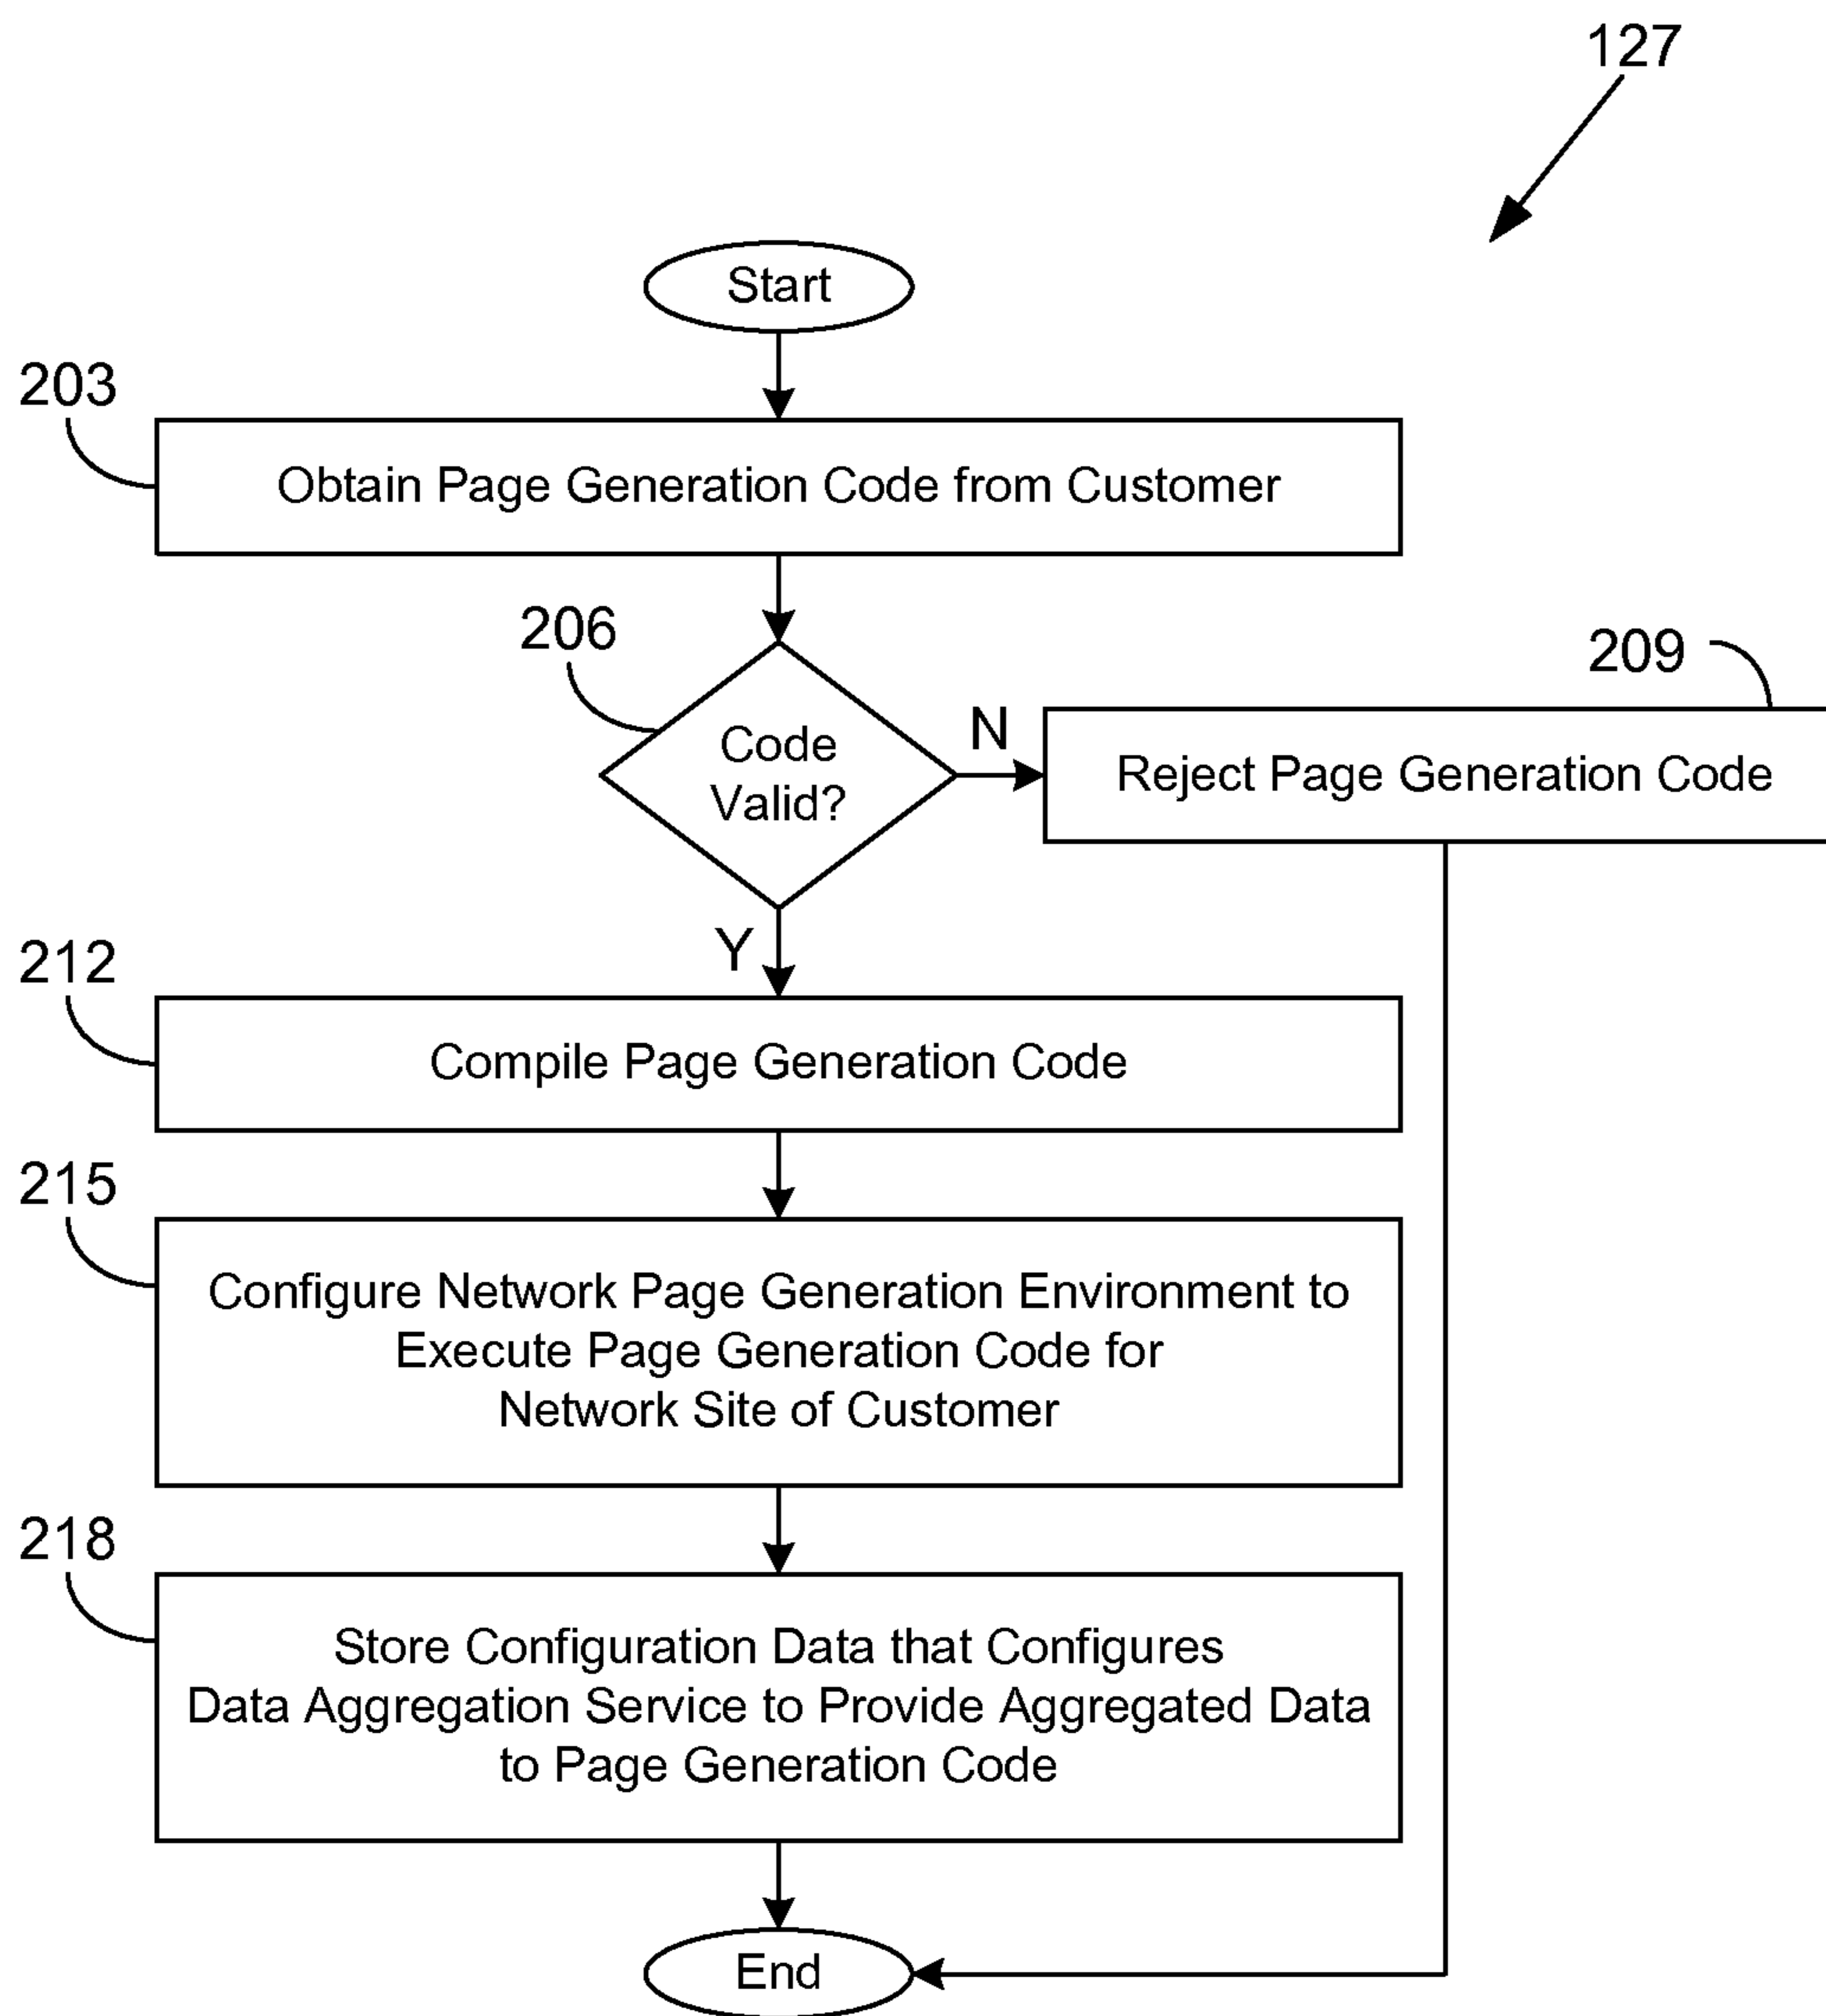 127
Start
203
Obtain Page Generation Code from Customer
206
Code
Valid?
N
209
Reject Page Generation Code
Y
212
Compile Page Generation Code
215
Configure Network Page Generation Environment to
Execute Page Generation Code for
Network Site of Customer
218
Store Configuration Data that Configures
Data Aggregation Service to Provide Aggregated Data
to Page Generation Code
End